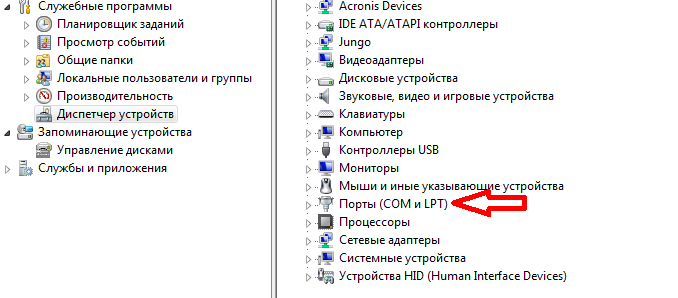 Служебные программы
Планировщик заданий
Просмотр событий
Общие папки
Локальные пользователи и группы
Производительность
Диспетчер устройств
Запоминающие устройства
Управление дисками
Службы и приложения
Acronis Devices
IDE ATA/ATAPI контроллеры
Jungo
Видеоадаптеры
Дисковые устройства
Звуковые, видео и игровые устройства
Клавиатуры
Компьютер
Контроллеры USB
Мониторы
Мыши и иные указывающие устройства
Порты (COM и LPT)
Процессоры
Сетевые адаптеры
Системные устройства
Устройства HID (Human Interface Devices)